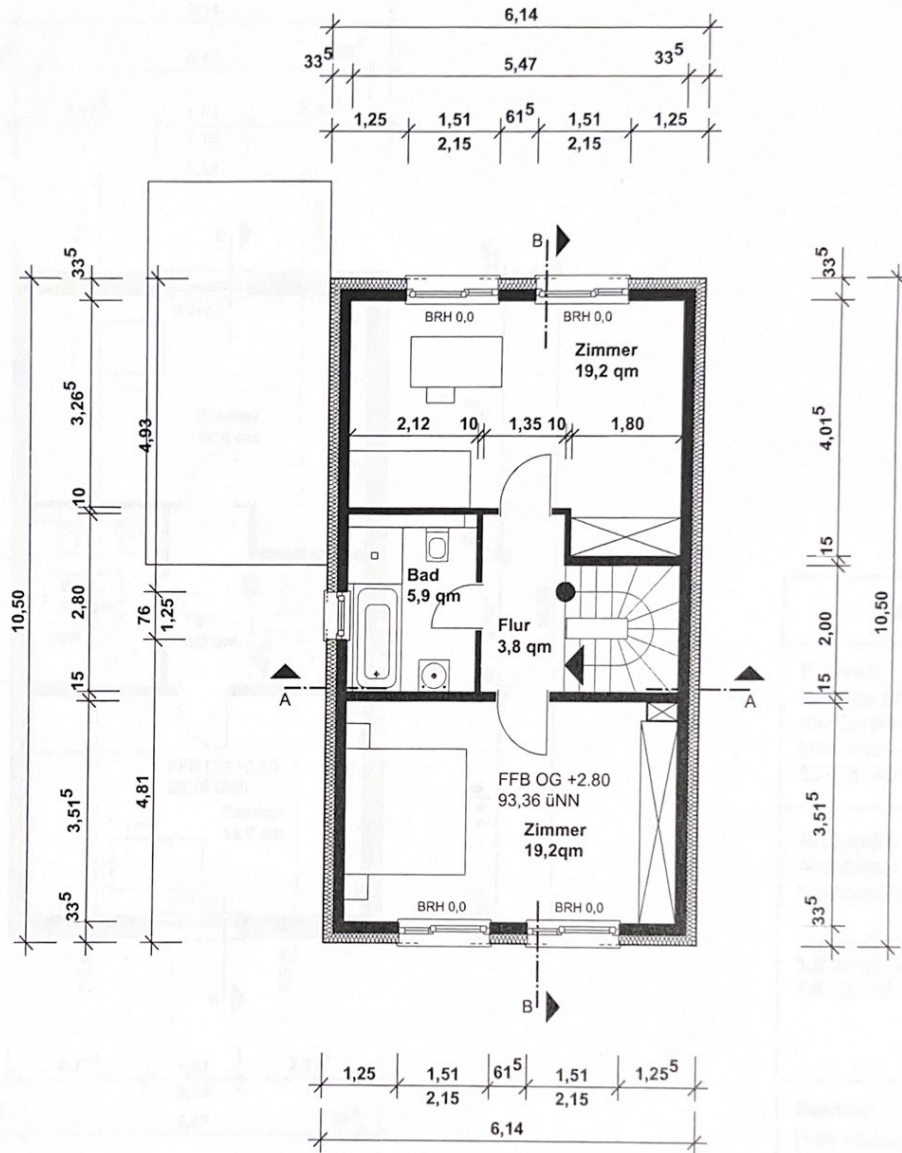 6,14
33⁵ 5,47 33⁵
1,25 1,51 61⁵ 1,51 1,25
2,15 2,15
B
33⁵
3,26⁵
10
2,80
15
3,51⁵
33⁵
10,50
4,93
76
1,25
4,81
33⁵
4,01⁵
15
2,00
15
3,51⁵
33⁵
10,50
BRH 0,0 BRH 0,0
Zimmer
19,2 qm
2,12 10 1,35 10 1,80
Bad
5,9 qm
Flur
3,8 qm
A A
FFB OG +2.80
93,36 üNN
Zimmer
19,2qm
BRH 0,0 BRH 0,0
B
1,25 1,51 61⁵ 1,51 1,25⁵
2,15 2,15
6,14